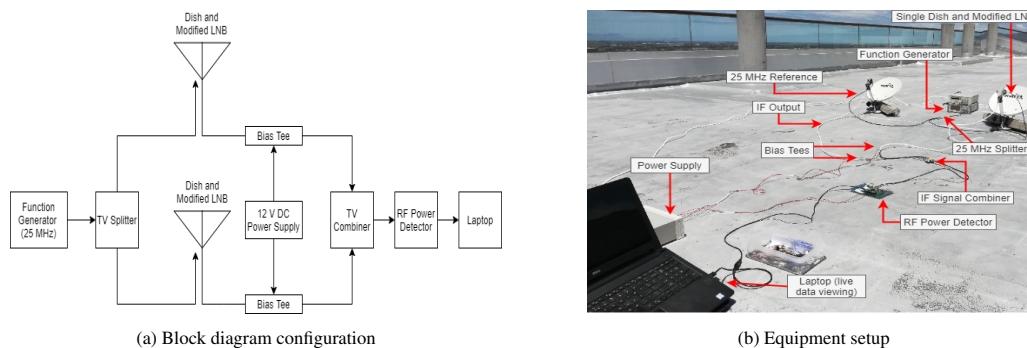 Dish and
Modified LNB
Bias Tee
Dish and
Modified LNB
Function
Generator
(25 MHz)
TV Splitter
12 V DC
Power Supply
TV
Combiner
RF Power
Detector
Laptop
Bias Tee
(a) Block diagram configuration
Single Dish and Modified LN
Function Generator
25 MHz Reference
IF Output
Bias Tees
25 MHz Splitter
Power Supply
IF Signal Combiner
RF Power Detector
Laptop (live
data viewing)
(b) Equipment setup